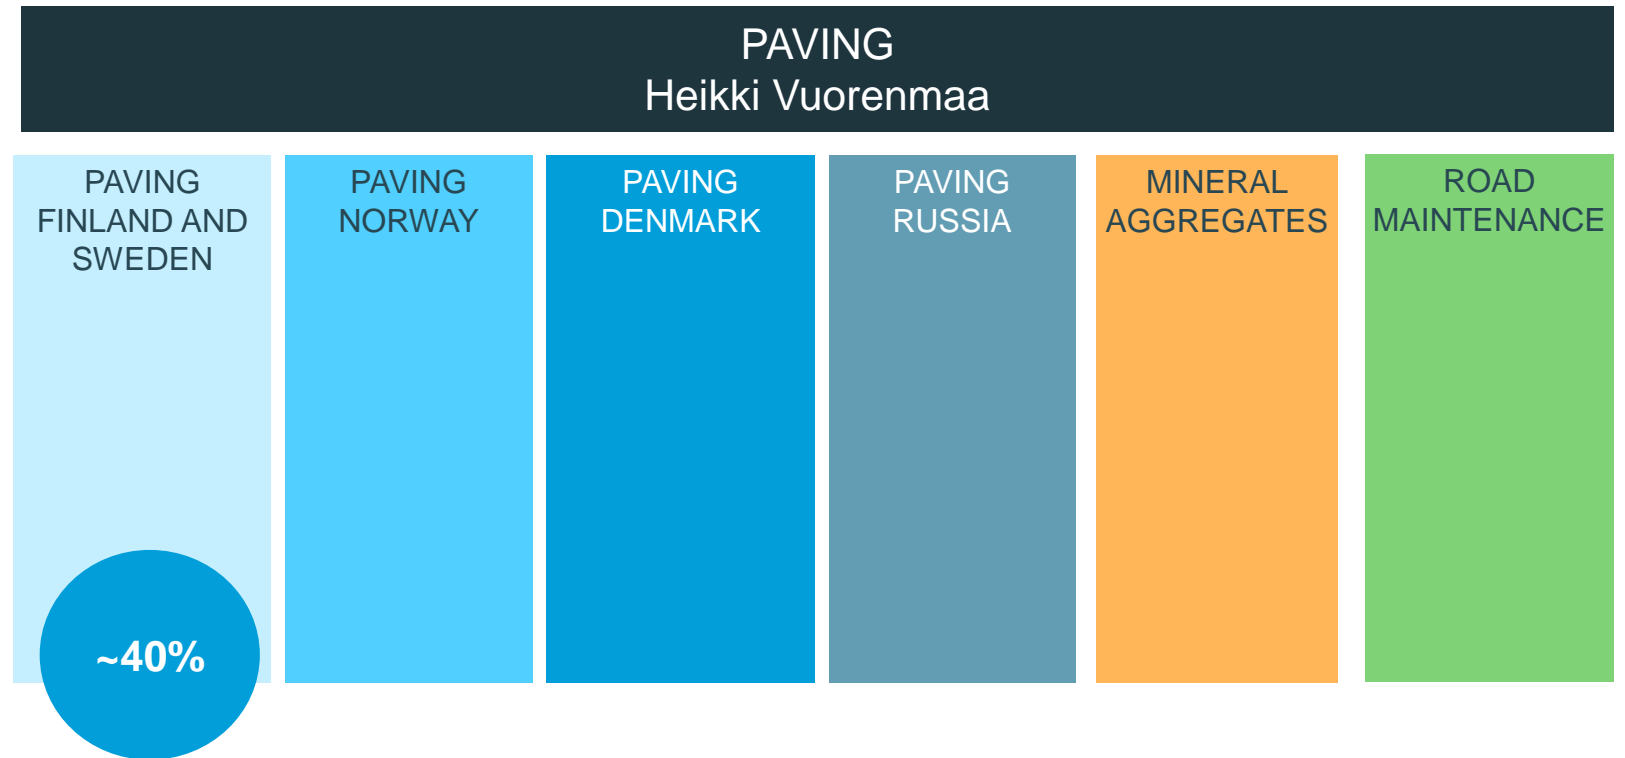 PAVING
Heikki Vuorenmaa
PAVING
FINLAND AND
SWEDEN
PAVING
NORWAY
PAVING
DENMARK
PAVING
RUSSIA
MINERAL
AGGREGATES
ROAD
MAINTENANCE
~40%